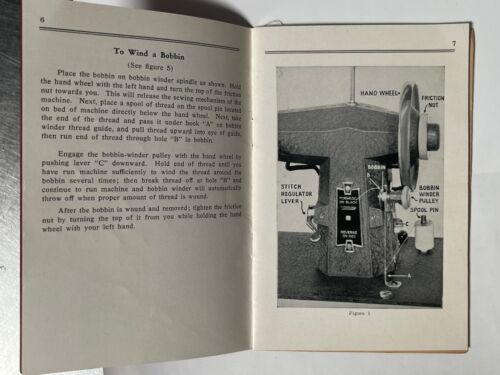 6
To Wind a Bobbin
(See figure 5)
Place the bobbin on bobbin winder spindle as shown. Hold
the hand wheel with the left hand and turn the top of the friction
nut towards you. This will release the sewing mechanism of the
machine. Next, place a spool of thread on the spool pin located
on bed of machine directly below the hand wheel. Next, take
the end of the thread and pass it under hook "A" on bobbin
winder thread guide, and pull thread upward into eye of guide,
then run end of thread through hole "B" in bobbin.
Engage the bobbin-winder pulley with the hand wheel by
pushing lever "C" downward. Hold end of thread until you
have run machine sufficiently to wind the thread around the
bobbin several times; then break thread off at hole "B" and
continue to run machine and bobbin winder will automatically
throw off when proper amount of thread is wound.
After the bobbin is wound and removed; tighten the friction
nut by turning the top of it from you while holding the hand
wheel with your left hand.
7
HAND WHEEL
FRICTION
NUT
BOBBIN
STITCH
REGULATOR
LEVER
BOBBIN
WINDER
PULLEY
SPOOL PIN
FORWARD
ON BLACK
REVERSE
ON RED
C
A
Figure 5